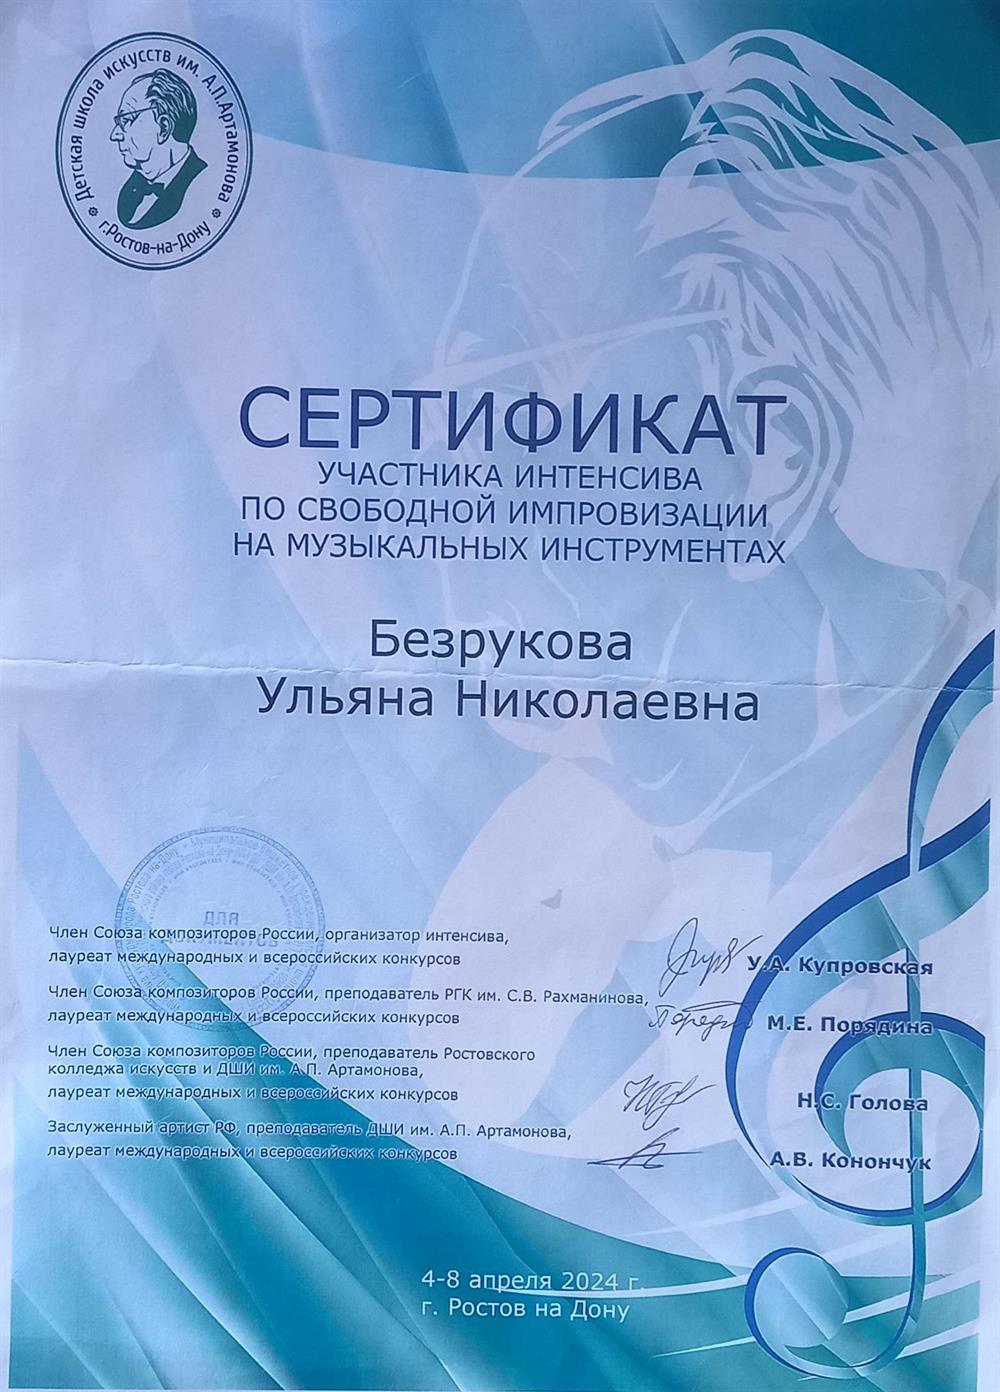 Детская школа искусств им. А.П.Артамонова
г.Ростов-на-Дону
СЕРТИФИКАТ
УЧАСТНИКА ИНТЕНСИВА
ПО СВОБОДНОЙ ИМПРОВИЗАЦИИ
НА МУЗЫКАЛЬНЫХ ИНСТРУМЕНТАХ
Безрукова
Ульяна Николаевна
ДЛЯ
ДОКУМЕНТОВ
Член Союза композиторов России, организатор интенсива,
лауреат международных и всероссийских конкурсов
У.А. Купровская
Член Союза композиторов России, преподаватель РГК им. С.В. Рахманинова,
лауреат международных и всероссийских конкурсов
М.Е. Порядина
Член Союза композиторов России, преподаватель Ростовского
колледжа искусств и ДШИ им. А.П. Артамонова,
лауреат международных и всероссийских конкурсов
Н.С. Голова
Заслуженный артист РФ, преподаватель ДШИ им. А.П. Артамонова,
лауреат международных и всероссийских конкурсов
А.В. Конончук
4-8 апреля 2024 г.
г. Ростов на Дону